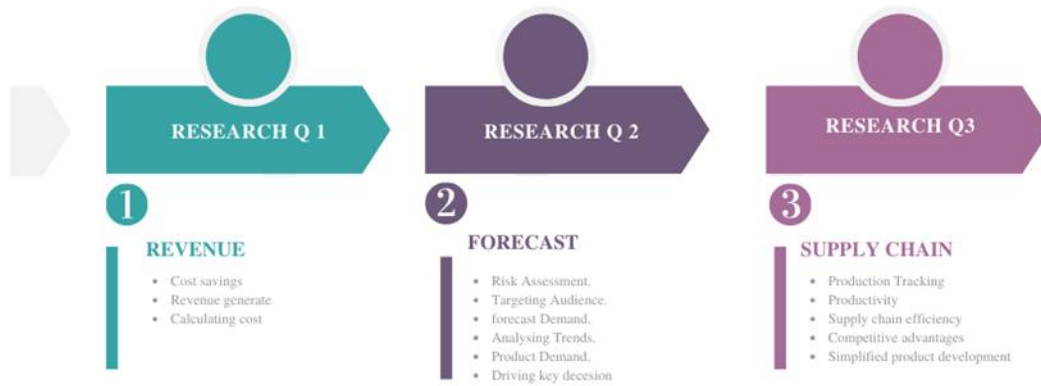 RESEARCH Q 1
RESEARCH Q 2
RESEARCH Q3
1
REVENUE
Cost savings
Revenue generate
Calculating cost
2
FORECAST
Risk Assessment.
Targeting Audience.
forecast Demand.
Analysing Trends.
Product Demand.
Driving key decesion
3
SUPPLY CHAIN
Production Tracking
Productivity
Supply chain efficiency
Competitive advantages
Simplified product development